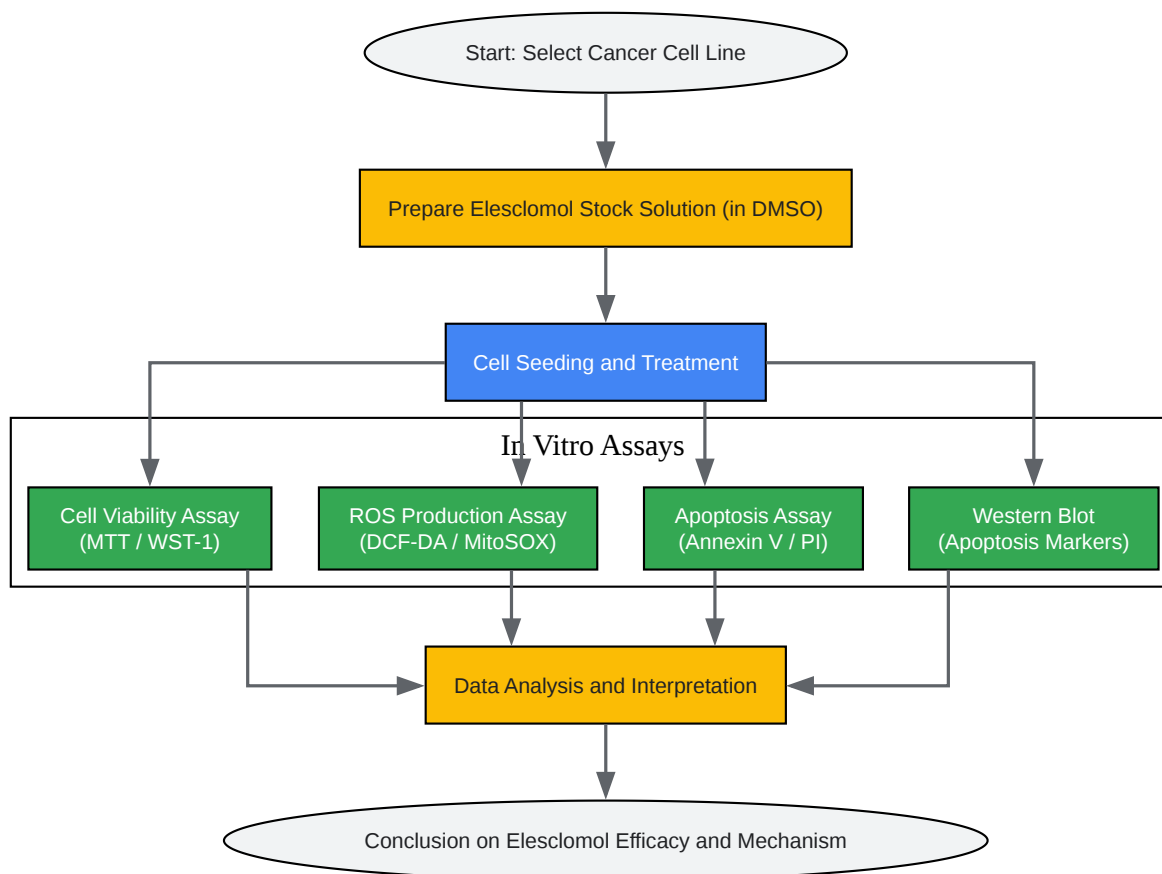 Start: Select Cancer Cell Line
Prepare Elesclomol Stock Solution (in DMSO)
Cell Seeding and Treatment
In Vitro Assays
Cell Viability Assay
(MTT / WST-1)
ROS Production Assay
(DCF-DA / MitoSOX)
Apoptosis Assay
(Annexin V / PI)
Western Blot
(Apoptosis Markers)
Data Analysis and Interpretation
Conclusion on Elesclomol Efficacy and Mechanism